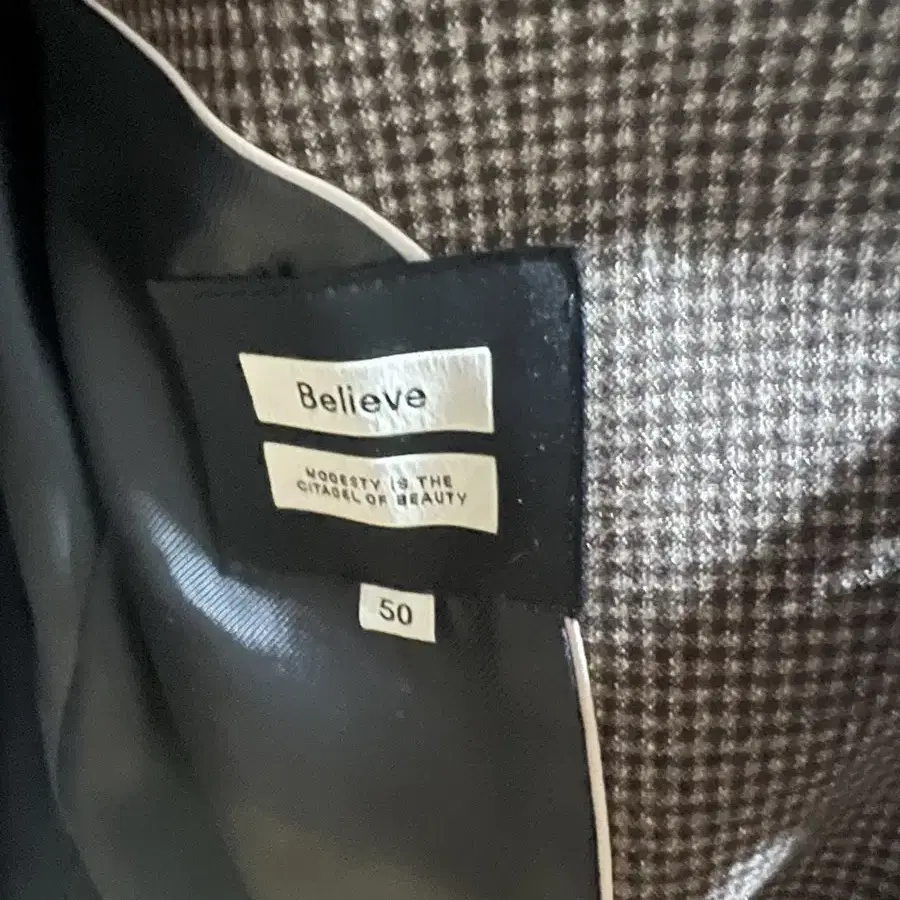 Believe
MODESTY IS THE
CITADEL OF BEAUTY
50